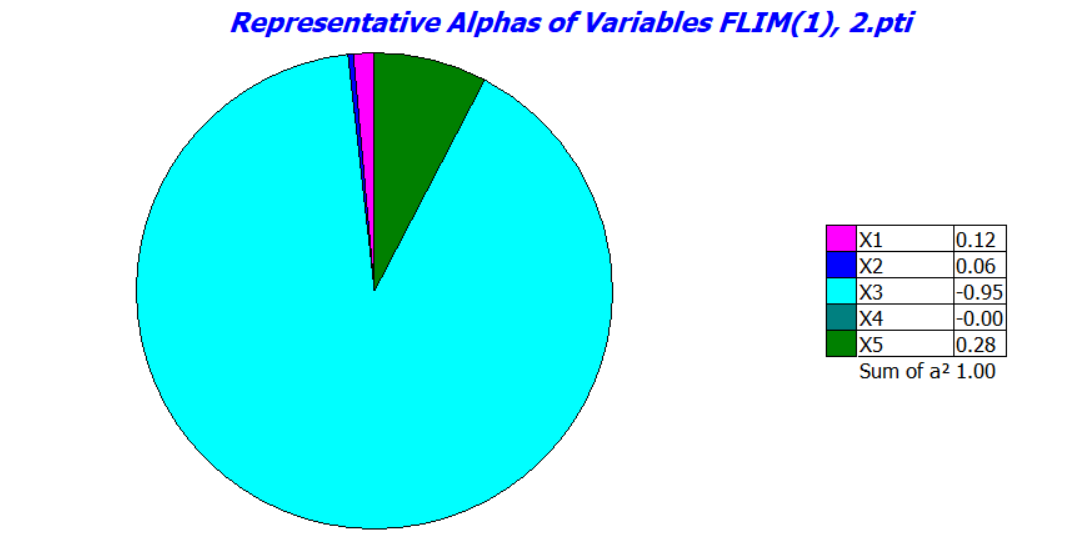 Representative Alphas of Variables FLIM(1), 2.pti
X1 0.12
X2 0.06
X3 -0.95
X4 -0.00
X5 0.28
Sum of a² 1.00